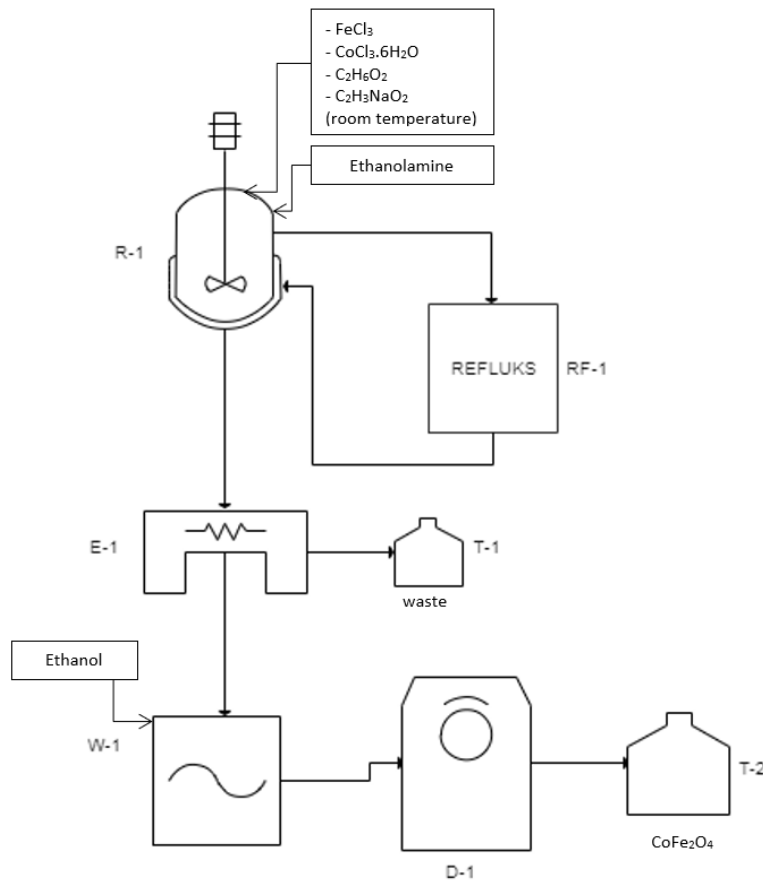 - FeCl₃
- CoCl₃.6H₂O
- C₂H₆O₂
- C₂H₃NaO₂
(room temperature)
Ethanolamine
R-1
REFLUKS
RF-1
E-1
T-1
waste
Ethanol
W-1
T-2
CoFe₂O₄
D-1